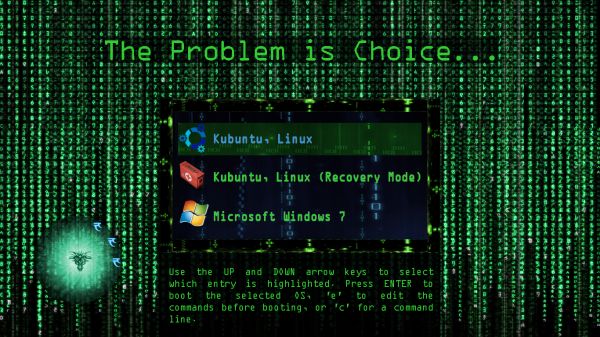 The Problem is Choice...
Kubuntu, Linux
Kubuntu, Linux (Recovery Mode)
Microsoft Windows 7
Use the UP and DOWN arrow keys to select
which entry is highlighted. Press ENTER to
boot the selected OS, 'e' to edit the
commands before booting, or 'c' for a command
line.